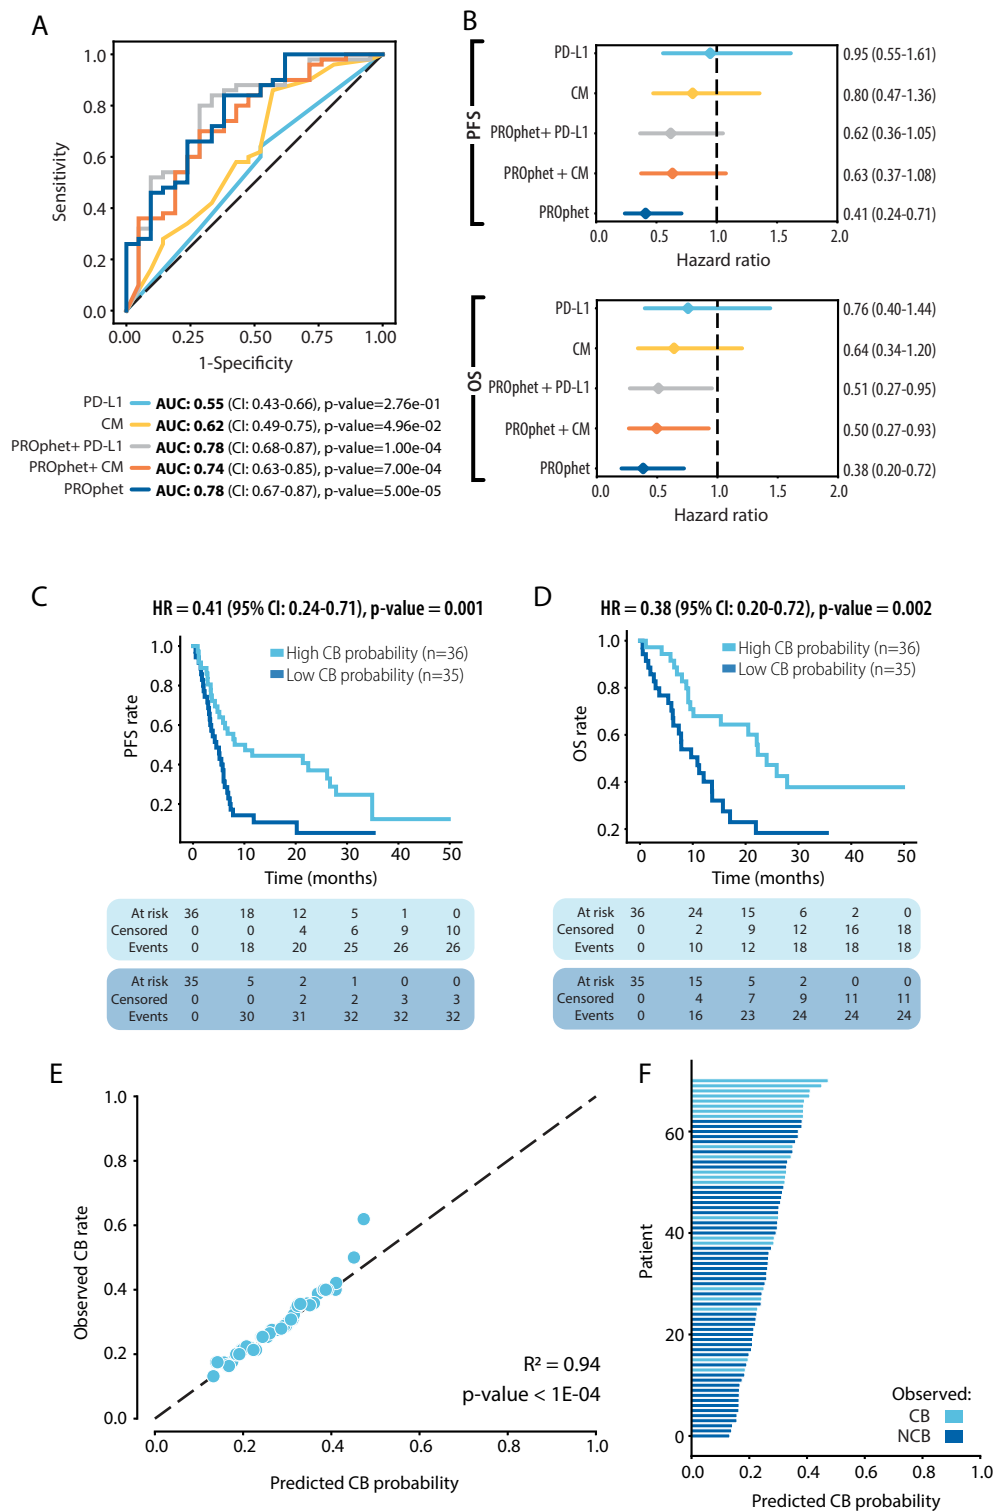 A
1.0
0.8
0.6
0.4
0.2
0.0
Sensitivity
0.00 0.25 0.50 0.75 1.00
1-Specificity
PD-L1 AUC: 0.55 (CI: 0.43-0.66), p-value=2.76e-01
CM AUC: 0.62 (CI: 0.49-0.75), p-value=4.96e-02
PROphet+ PD-L1 AUC: 0.78 (CI: 0.68-0.87), p-value=1.00e-04
PROphet+ CM AUC: 0.74 (CI: 0.63-0.85), p-value=7.00e-04
PROphet AUC: 0.78 (CI: 0.67-0.87), p-value=5.00e-05
B
PFS
PD-L1 0.95 (0.55-1.61)
CM 0.80 (0.47-1.36)
PROphet+ PD-L1 0.62 (0.36-1.05)
PROphet + CM 0.63 (0.37-1.08)
PROphet 0.41 (0.24-0.71)
0.0 0.5 1.0 1.5 2.0
Hazard ratio
OS
PD-L1 0.76 (0.40-1.44)
CM 0.64 (0.34-1.20)
PROphet + PD-L1 0.51 (0.27-0.95)
PROphet + CM 0.50 (0.27-0.93)
PROphet 0.38 (0.20-0.72)
0.0 0.5 1.0 1.5 2.0
Hazard ratio
C
HR = 0.41 (95% CI: 0.24-0.71), p-value = 0.001
High CB probability (n=36)
Low CB probability (n=35)
1.0
0.8
0.6
0.4
0.2
PFS rate
0 10 20 30 40 50
Time (months)
At risk 36 18 12 5 1 0
Censored 0 0 4 6 9 10
Events 0 18 20 25 26 26
At risk 35 5 2 1 0 0
Censored 0 0 2 2 3 3
Events 0 30 31 32 32 32
D
HR = 0.38 (95% CI: 0.20-0.72), p-value = 0.002
High CB probability (n=36)
Low CB probability (n=35)
1.0
0.8
0.6
0.4
0.2
OS rate
0 10 20 30 40 50
Time (months)
At risk 36 24 15 6 2 0
Censored 0 2 9 12 16 18
Events 0 10 12 18 18 18
At risk 35 15 5 2 0 0
Censored 0 4 7 9 11 11
Events 0 16 23 24 24 24
E
1.0
0.8
0.6
0.4
0.2
0.0
Observed CB rate
R² = 0.94
p-value < 1E-04
0.0 0.2 0.4 0.6 0.8 1.0
Predicted CB probability
F
60
40
20
0
Patient
Observed:
CB
NCB
0.0 0.2 0.4 0.6 0.8 1.0
Predicted CB probability